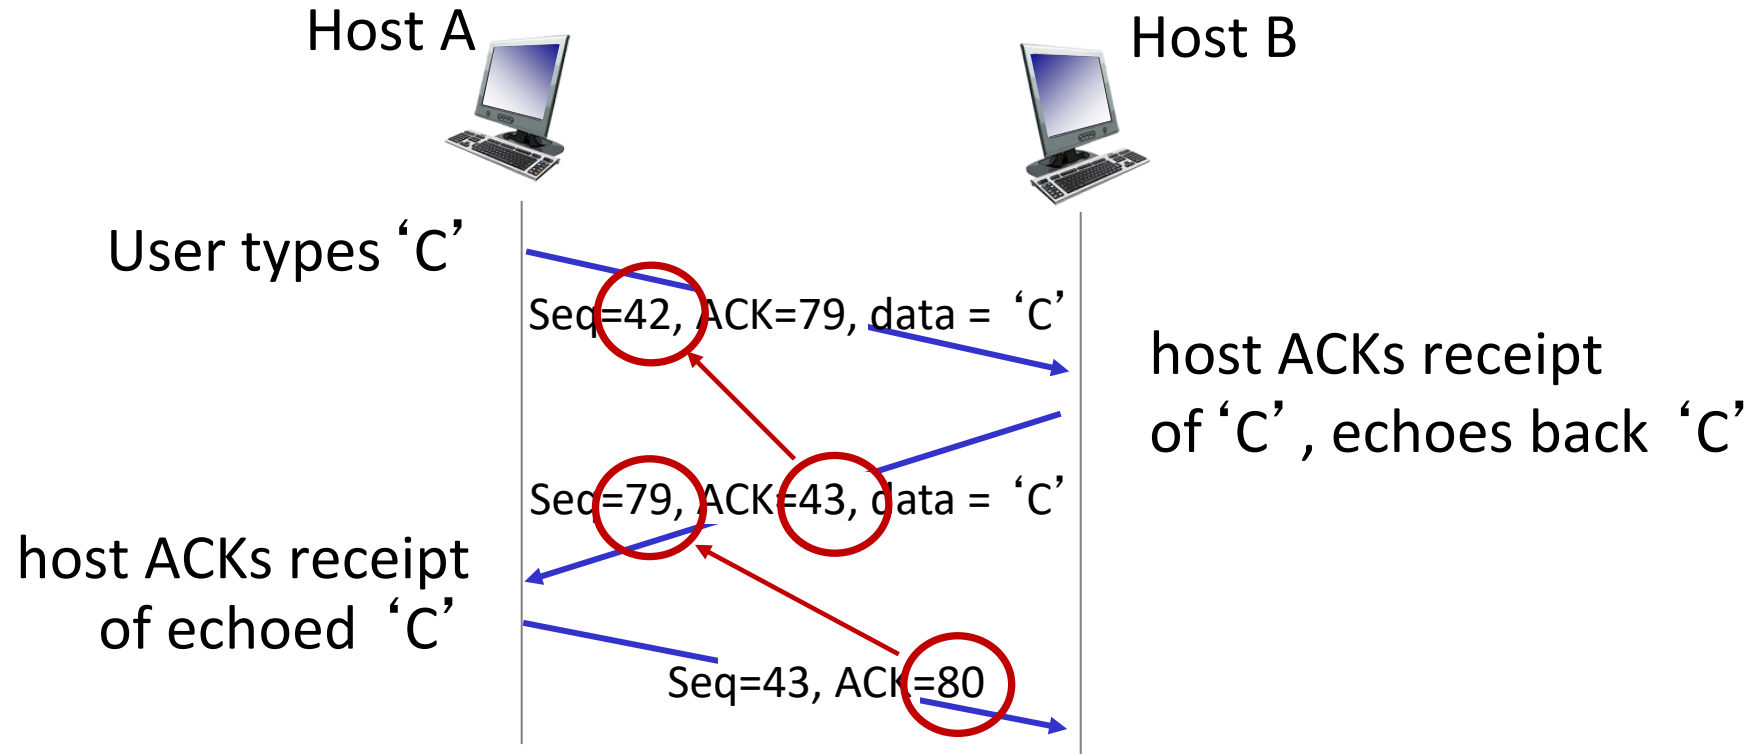 Host A
Host B
User types ‘C’
Seq=42, ACK=79, data = ‘C’
host ACKs receipt
of ‘C’, echoes back ‘C’
Seq=79, ACK=43, data = ‘C’
host ACKs receipt
of echoed ‘C’
Seq=43, ACK=80